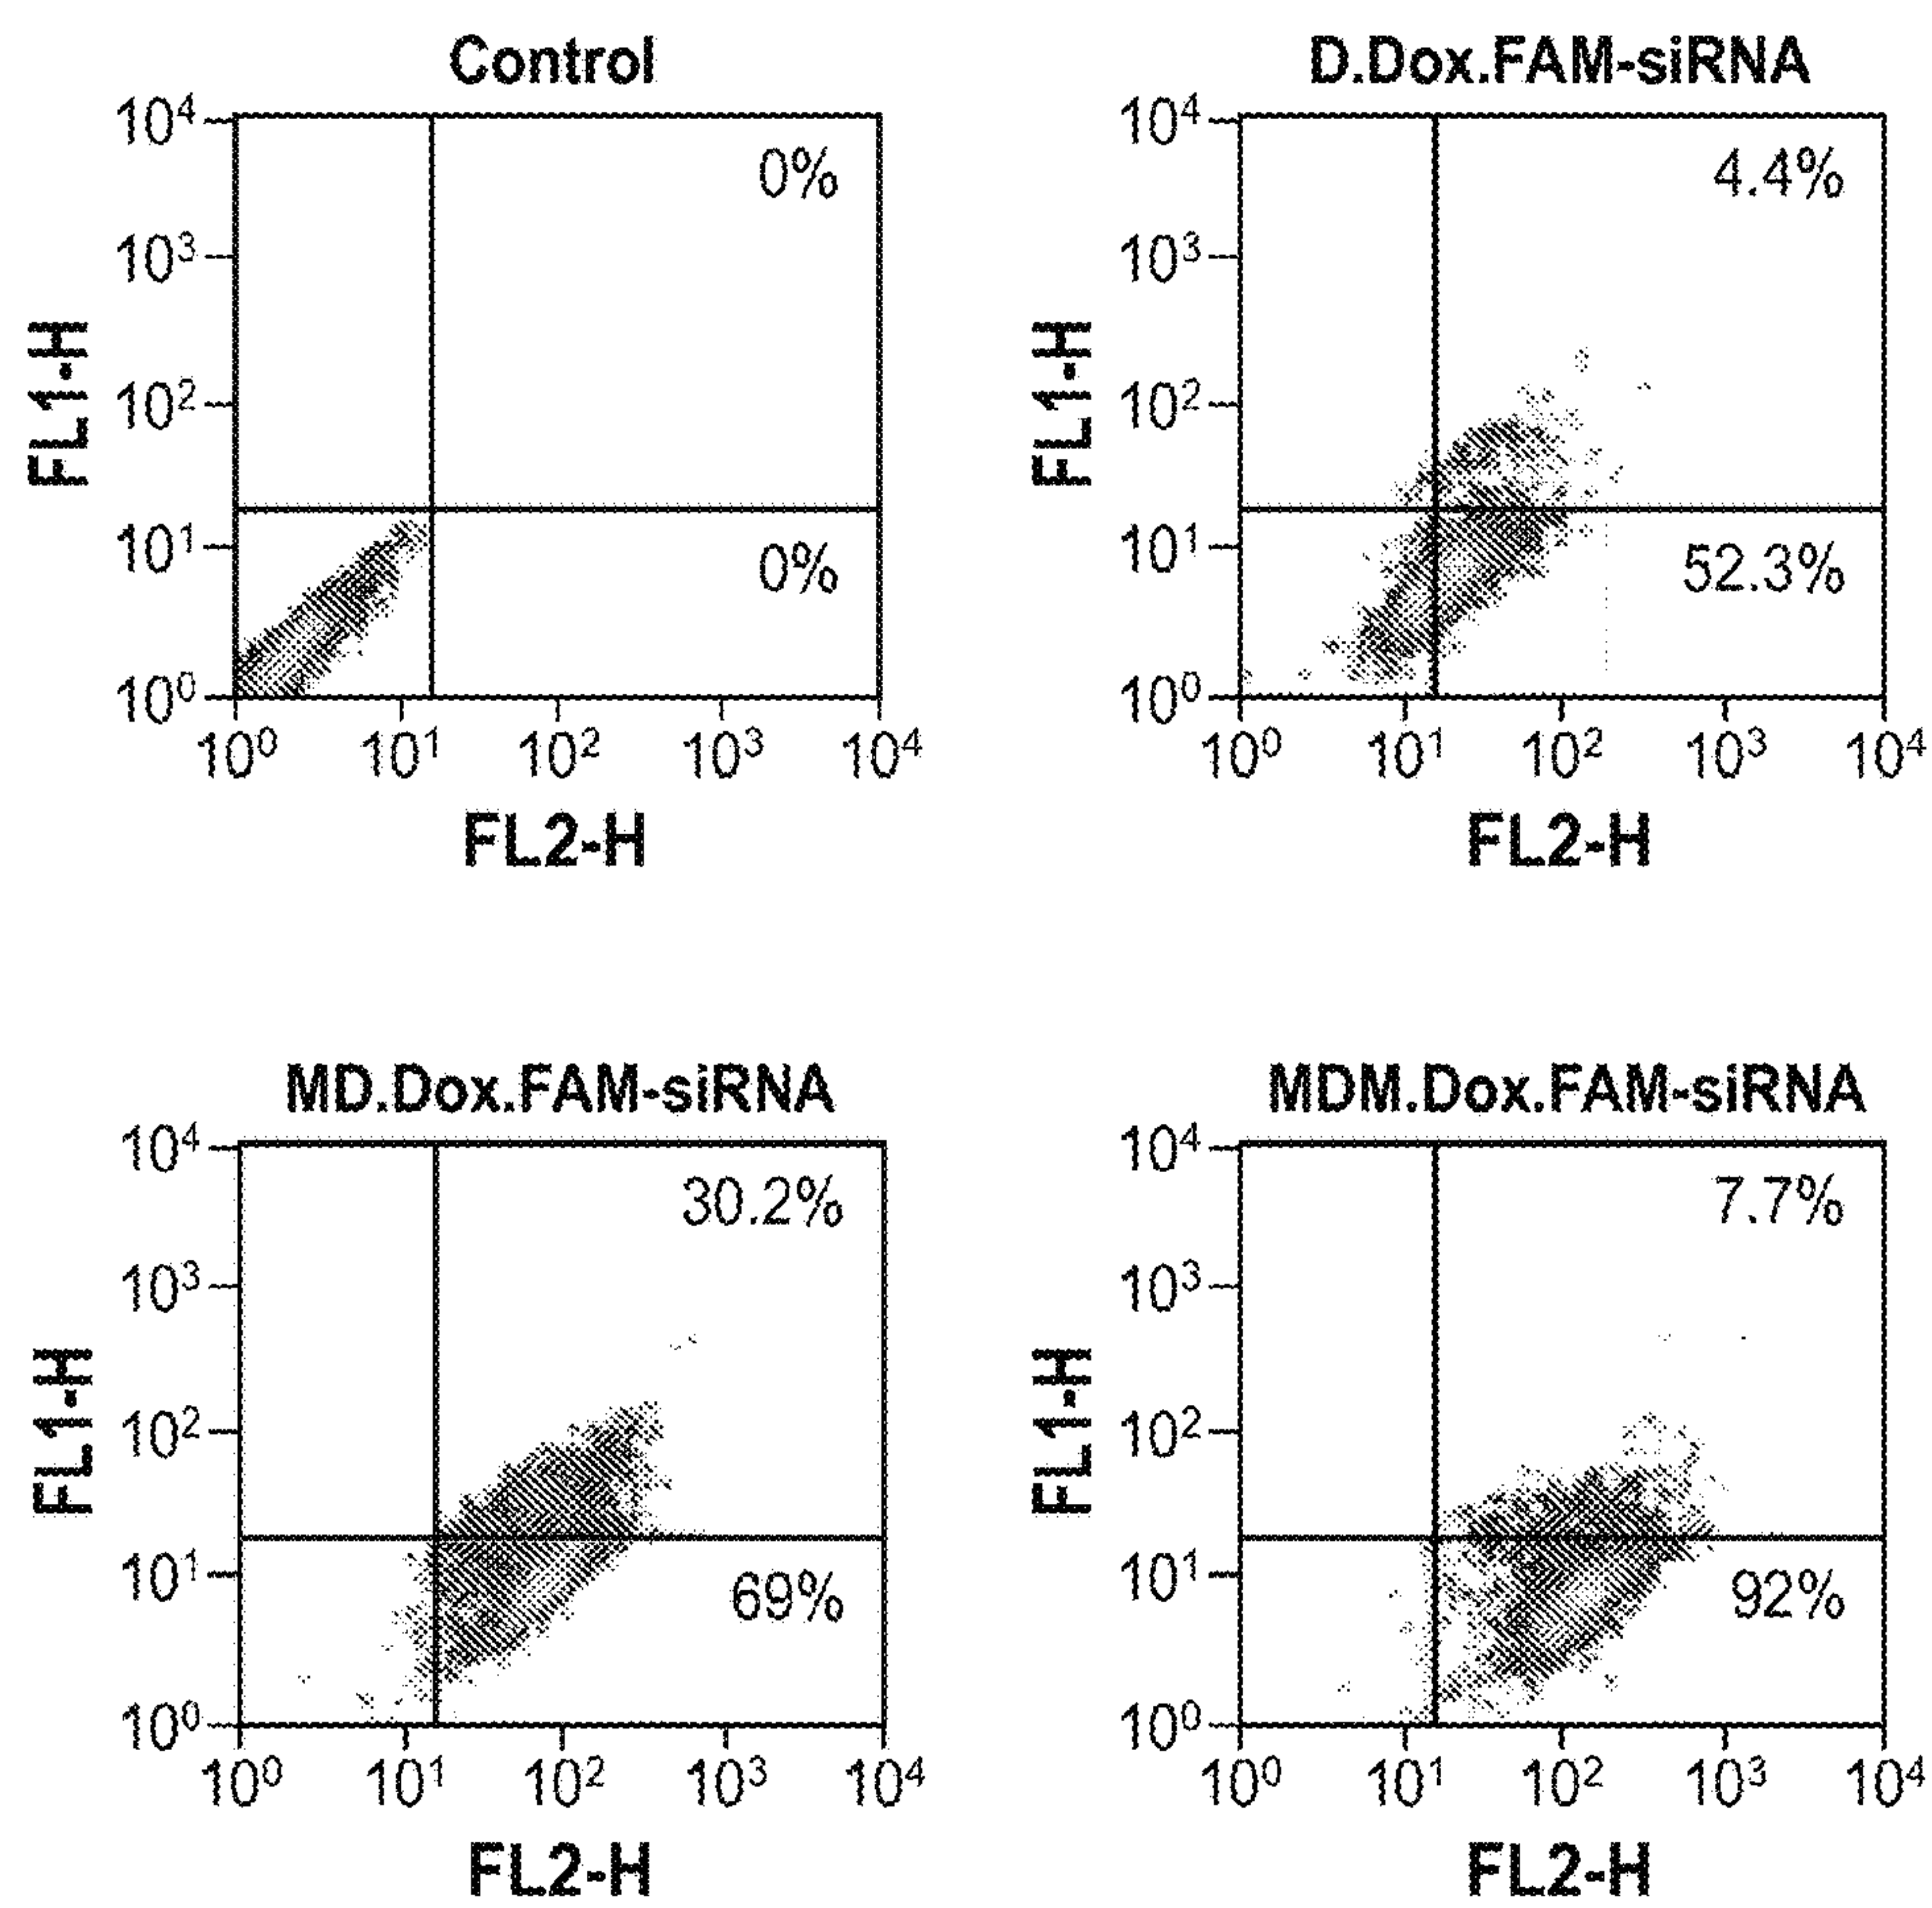 Control
10⁴
10³
10²
10¹
10⁰
FL1-H
0%
0%
10⁰ 10¹ 10² 10³ 10⁴
FL2-H
D.Dox.FAM-siRNA
10⁴
10³
10²
10¹
10⁰
FL1-H
4.4%
52.3%
10⁰ 10¹ 10² 10³ 10⁴
FL2-H
MD.Dox.FAM-siRNA
10⁴
10³
10²
10¹
10⁰
FL1-H
30.2%
69%
10⁰ 10¹ 10² 10³ 10⁴
FL2-H
MDM.Dox.FAM-siRNA
10⁴
10³
10²
10¹
10⁰
FL1-H
7.7%
92%
10⁰ 10¹ 10² 10³ 10⁴
FL2-H